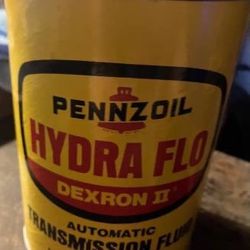 PENNZOIL
HYDRA FLO
DEXRON II
AUTOMATIC
TRANSMISSION FLUID